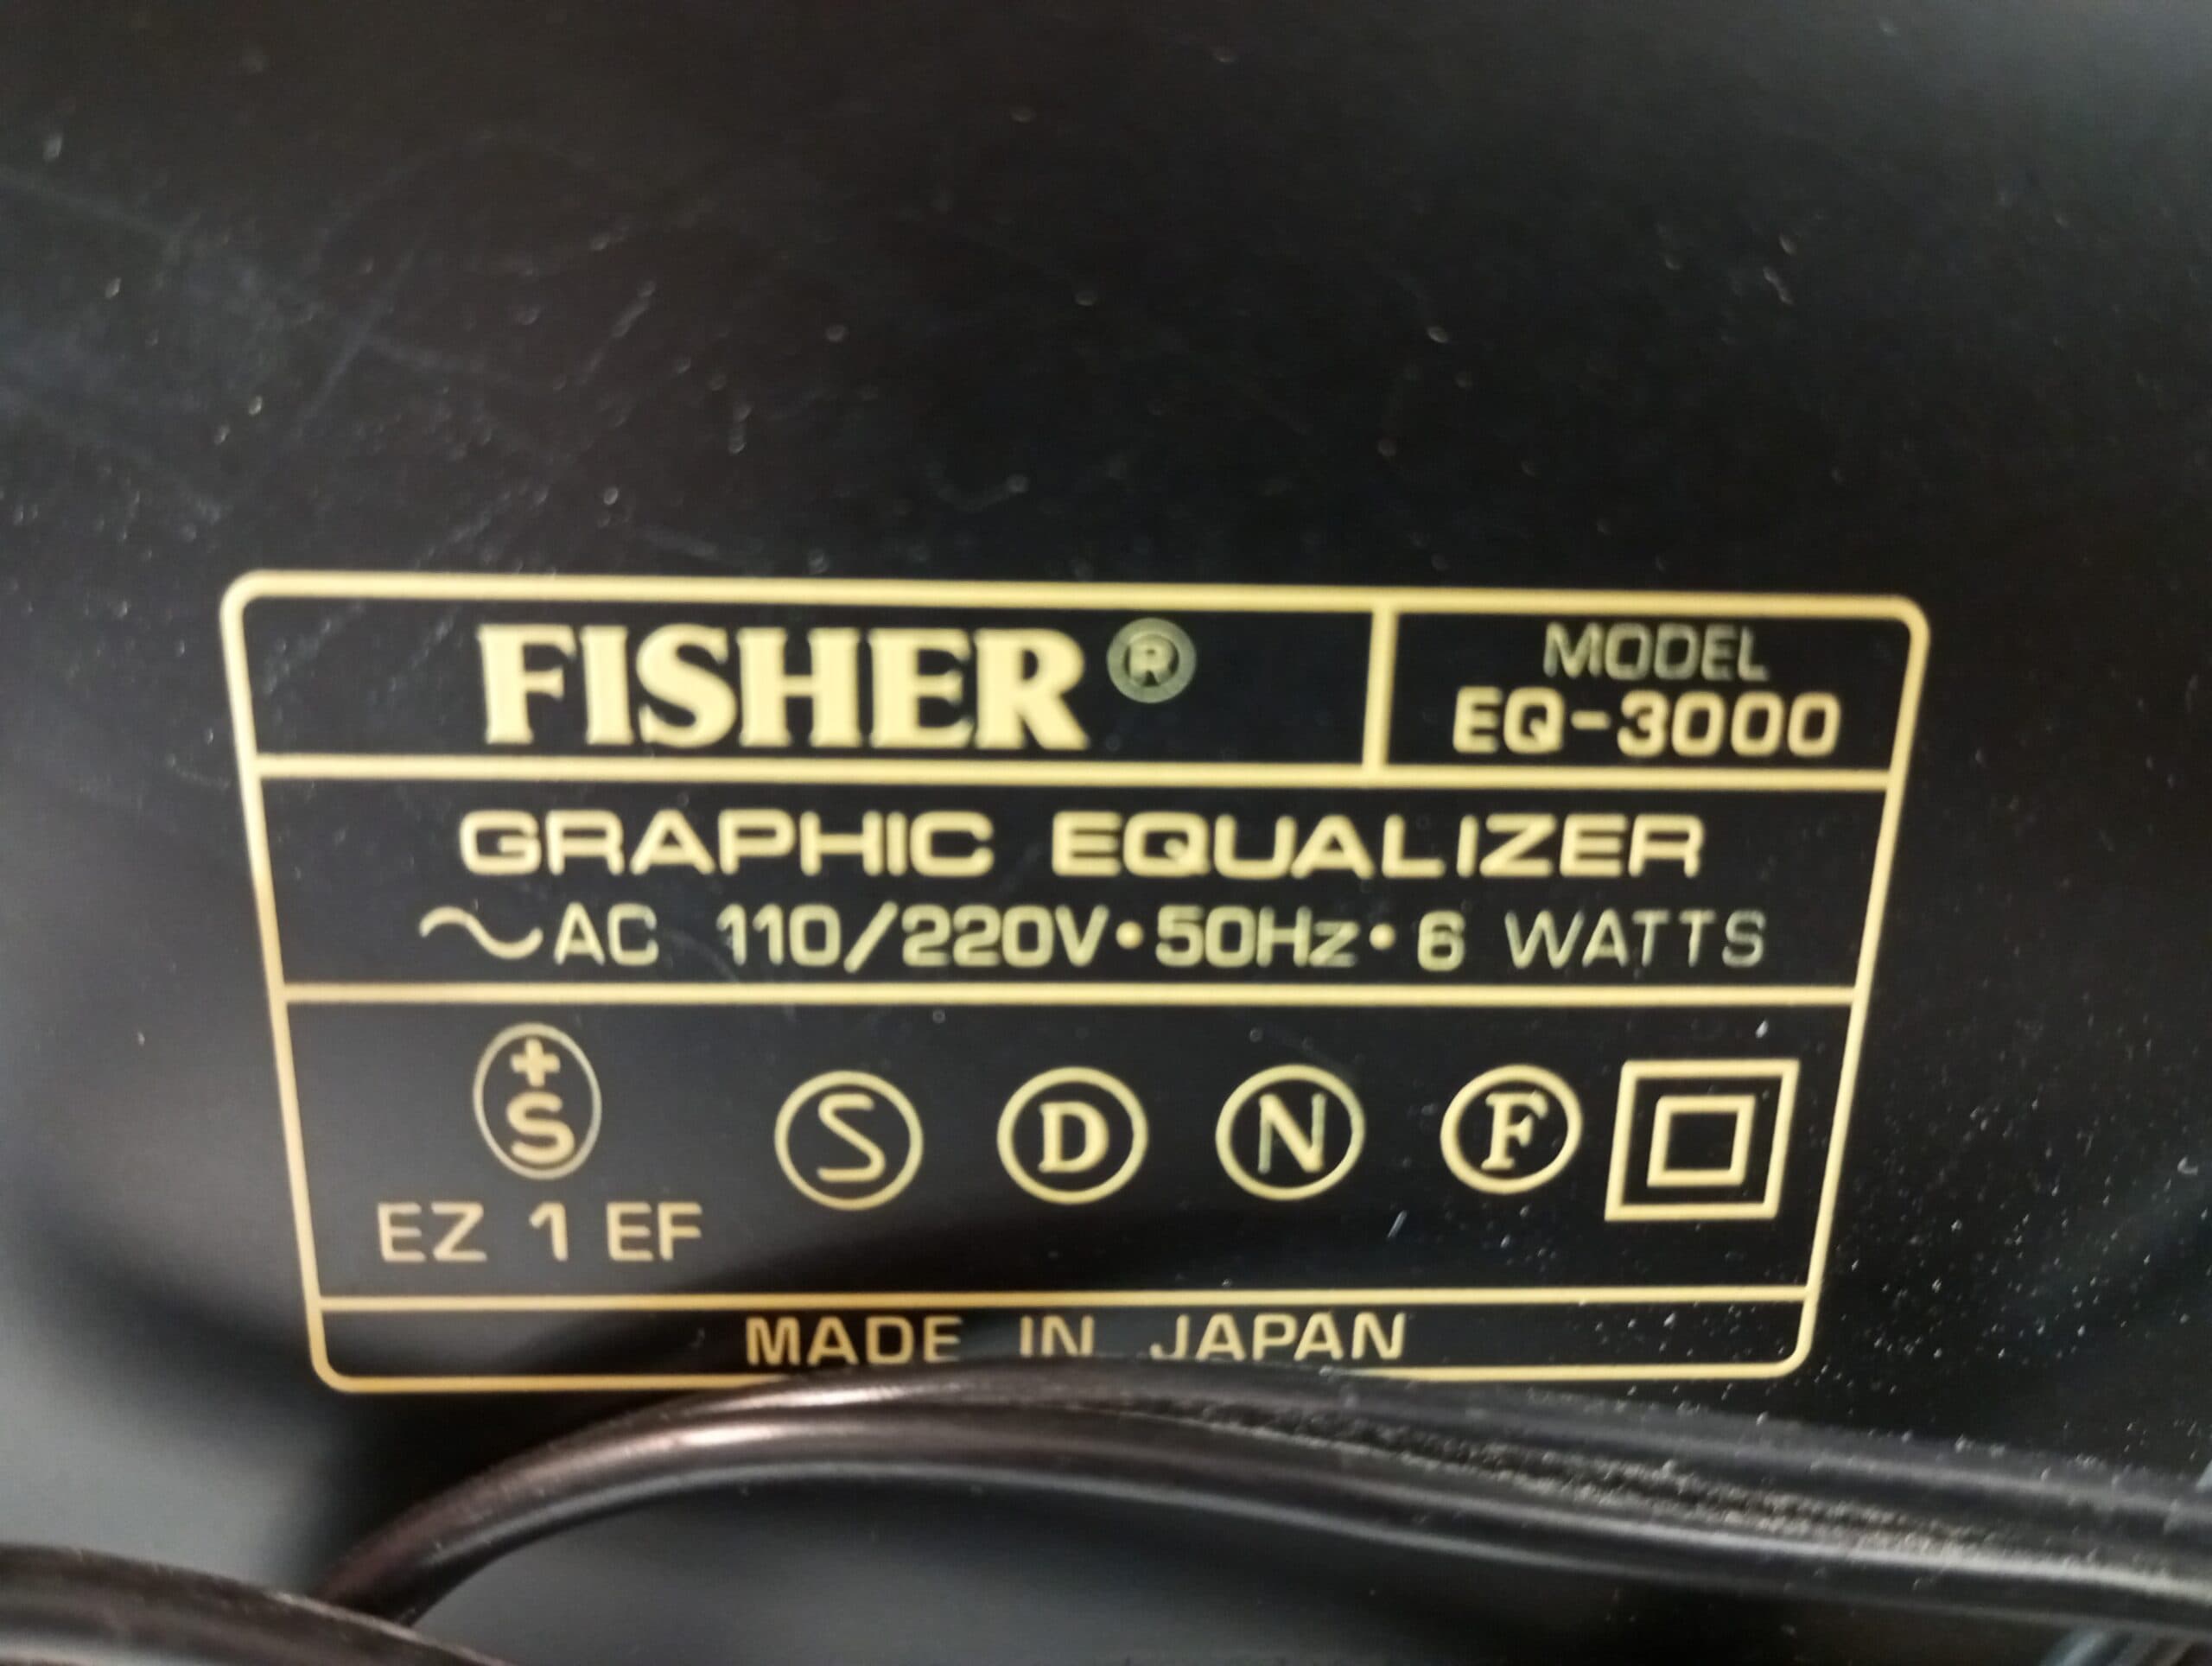 FISHER®
MODEL
EQ-3000
GRAPHIC EQUALIZER
~AC 110/220V•50Hz•6 WATTS
+S
S D N F
EZ 1 EF
MADE IN JAPAN